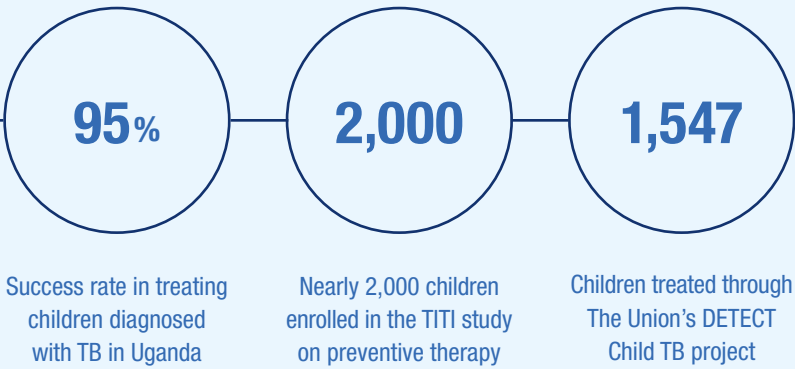 95%
2,000
1,547
Success rate in treating
children diagnosed
with TB in Uganda
Nearly 2,000 children
enrolled in the TITI study
on preventive therapy
Children treated through
The Union's DETECT
Child TB project